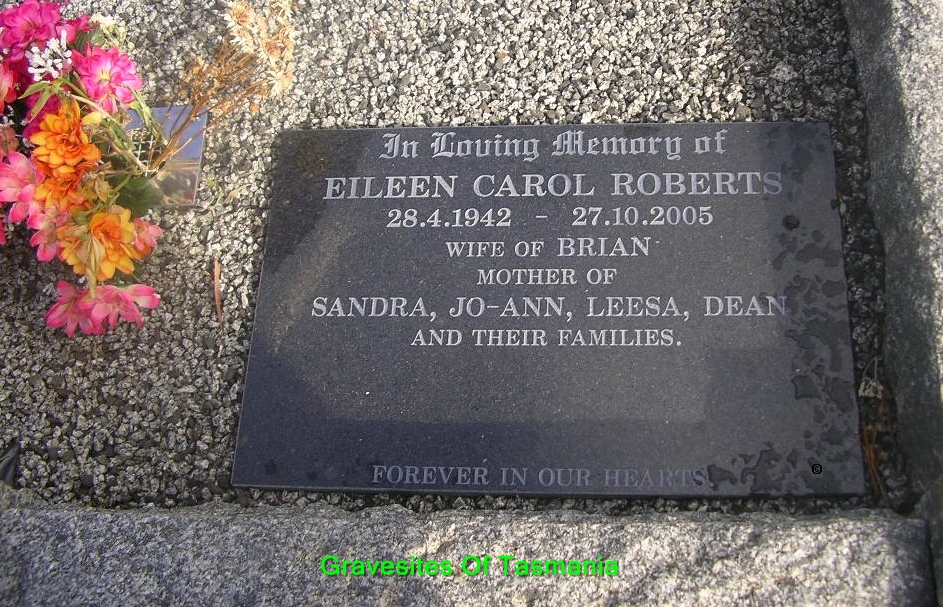 In Loving Memory of
EILEEN CAROL ROBERTS
28.4.1942 - 27.10.2005
WIFE OF BRIAN
MOTHER OF
SANDRA, JO-ANN, LEESA, DEAN
AND THEIR FAMILIES.
FOREVER IN OUR HEARTS.
@
Gravesites Of Tasmania